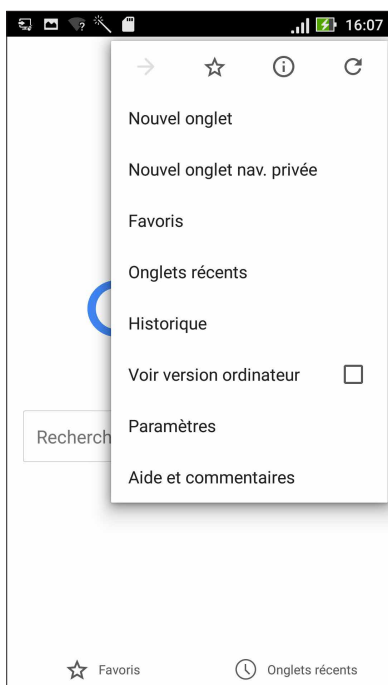 16:07
Nouvel onglet
Nouvel onglet nav. privée
Favoris
Onglets récents
Historique
Voir version ordinateur
Recherch
Paramètres
Aide et commentaires
Favoris
Onglets récents